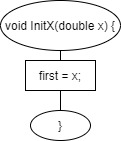 void InitX(double x) {
first = x;
}